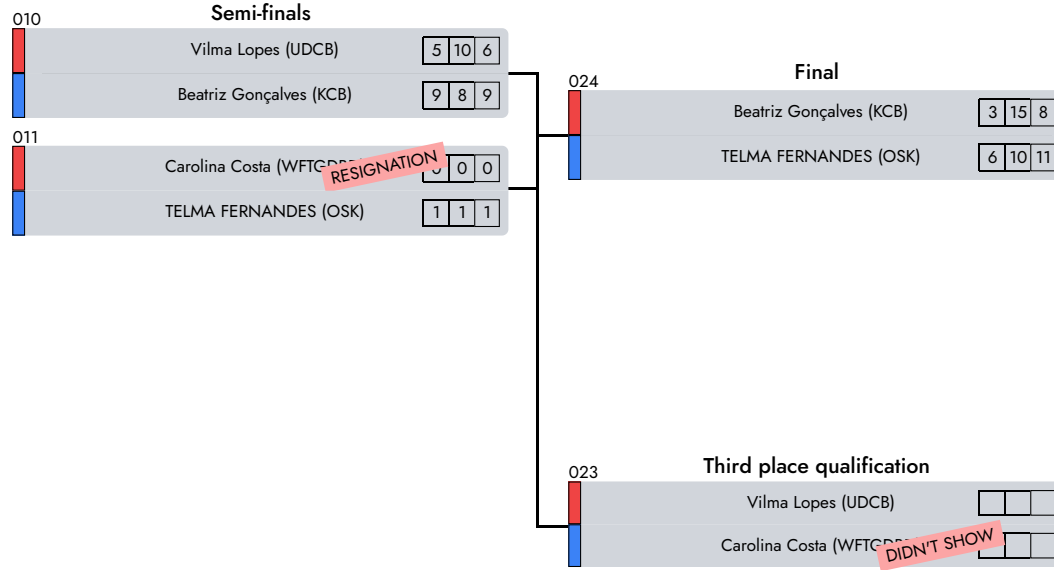 Semi-finals
010
Vilma Lopes (UDCB) 5 10 6
Beatriz Gonçalves (KCB) 9 8 9
011
Carolina Costa 0 0
RESIGNATION
TELMA FERNANDES (OSK) 1 1 1
Final
024
Beatriz Gonçalves (KCB) 3 15 8
TELMA FERNANDES (OSK) 6 10 11
Third place qualification
023
Vilma Lopes (UDCB)
Carolina Costa
DIDN'T SHOW